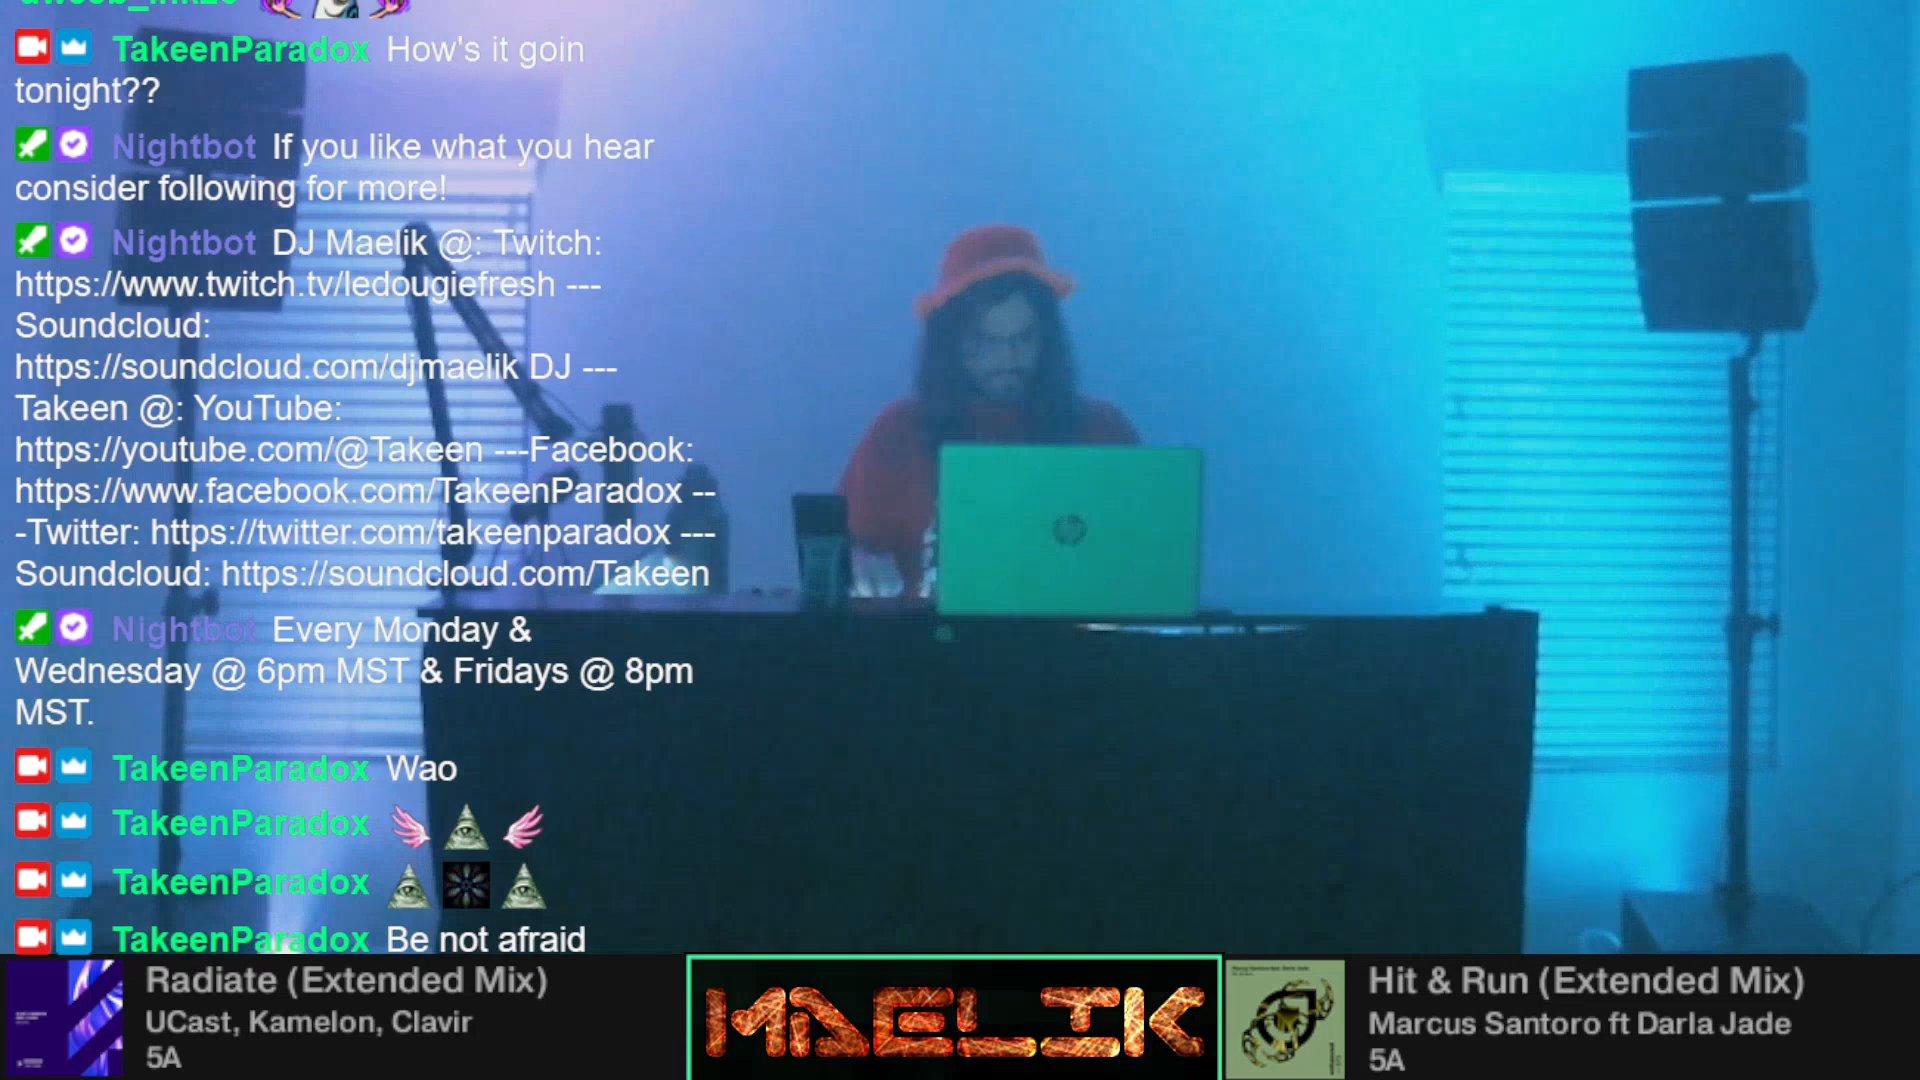 TakeenParadox How's it goin
tonight??
Nightbot If you like what you hear
consider following for more!
Nightbot DJ Maelik @: Twitch:
https://www.twitch.tv/ledougiefresh ---
Soundcloud:
https://soundcloud.com/djmaelik DJ ---
Takeen @: YouTube:
https://youtube.com/@Takeen ---Facebook:
https://www.facebook.com/TakeenParadox --
-Twitter: https://twitter.com/takeenparadox ---
Soundcloud: https://soundcloud.com/Takeen
Nightbot Every Monday &
Wednesday @ 6pm MST & Fridays @ 8pm
MST.
TakeenParadox Wao
TakeenParadox
TakeenParadox
TakeenParadox Be not afraid
hp
Radiate (Extended Mix)
UCast, Kamelon, Clavir
5A
MAELIK
Hit & Run (Extended Mix)
Marcus Santoro ft Darla Jade
5A